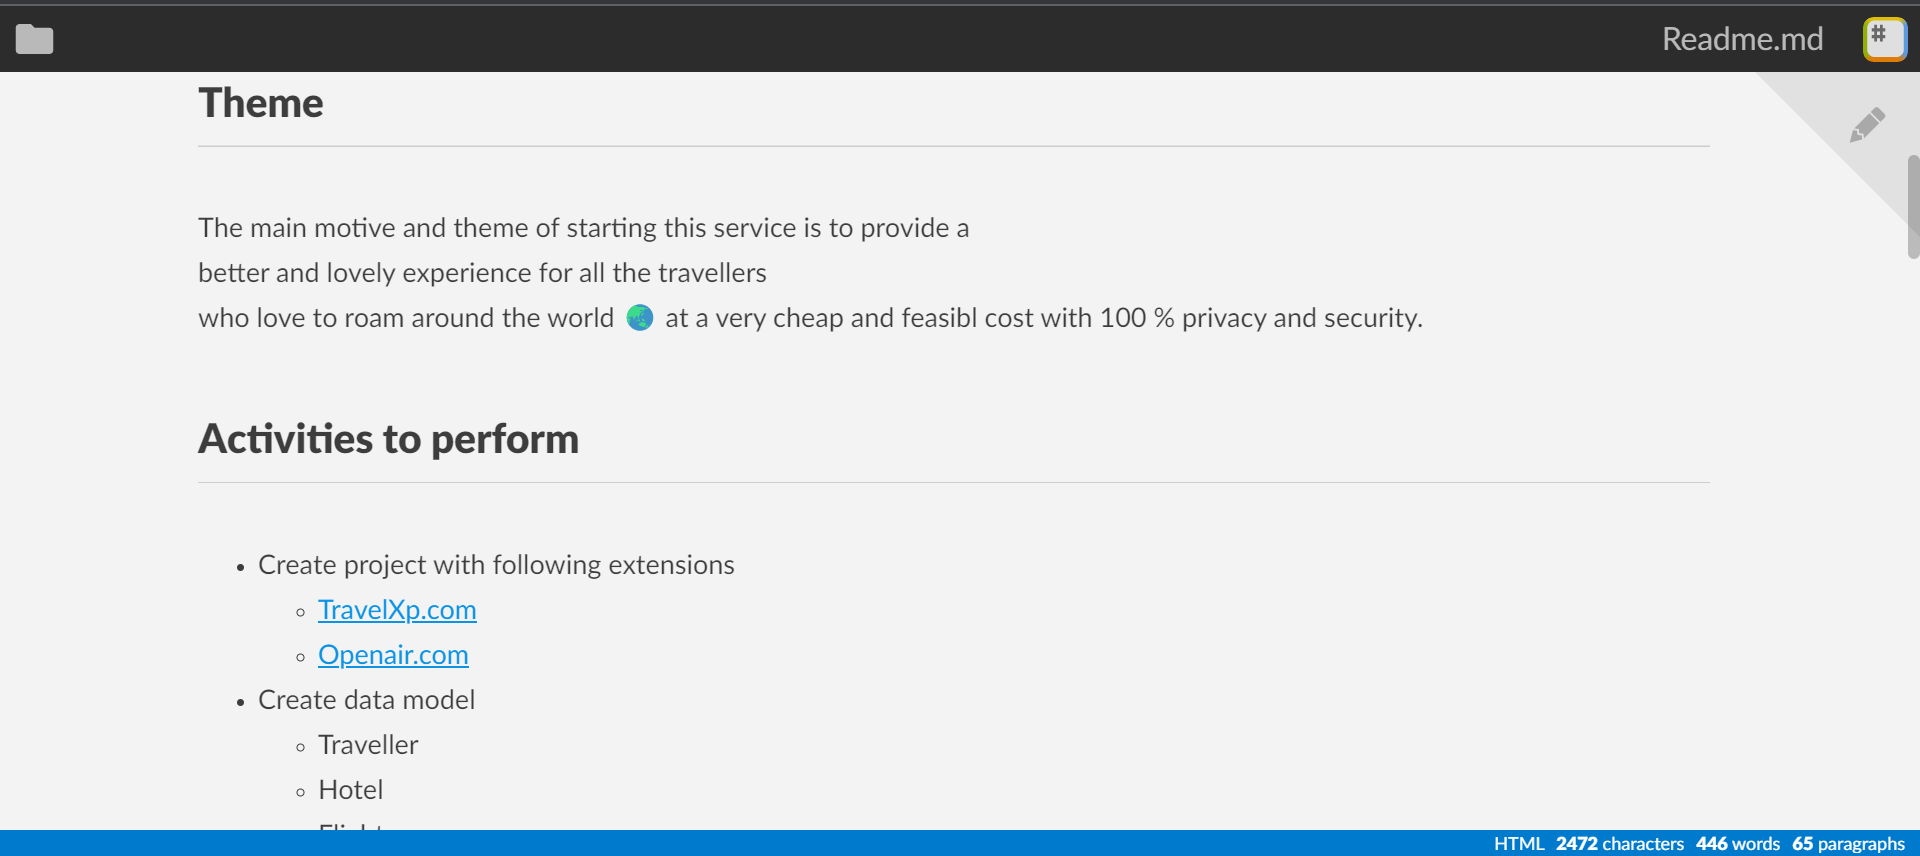 Readme.md
#
Theme
The main motive and theme of starting this service is to provide a
better and lovely experience for all the travellers
who love to roam around the world 🌏 at a very cheap and feasibl cost with 100 % privacy and security.
Activities to perform
• Create project with following extensions
◦ TravelXp.com
◦ Openair.com
• Create data model
◦ Traveller
◦ Hotel
HTML 2472 characters 446 words 65 paragraphs